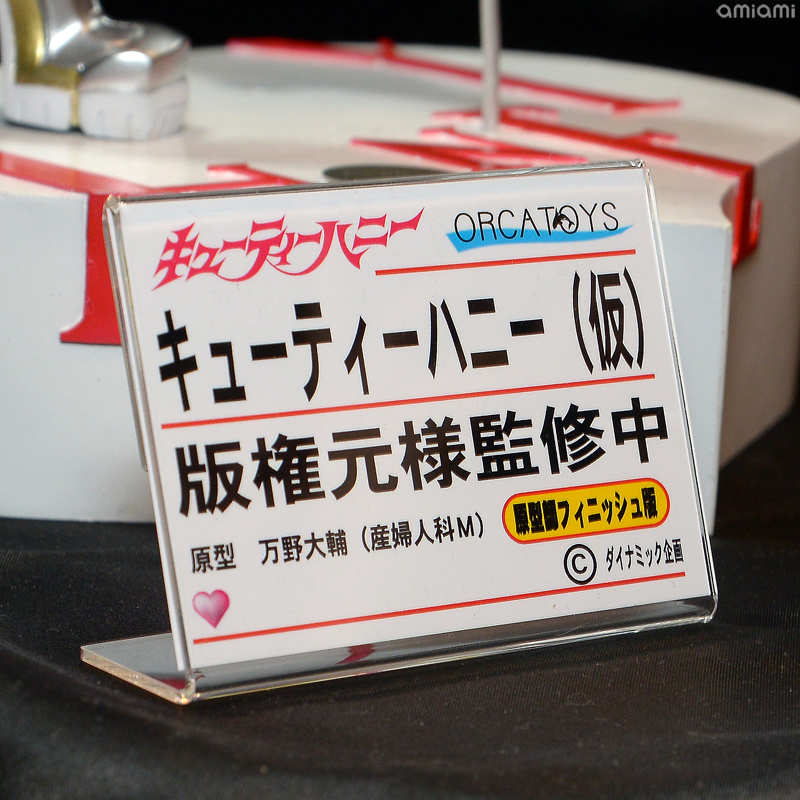 amiami
キューティーハニー ORCATOYS
キューティーハニー（仮）
版権元様監修中
原型師フィニッシュ版
原型 万野大輔（産婦人科M）
© ダイナミック企画